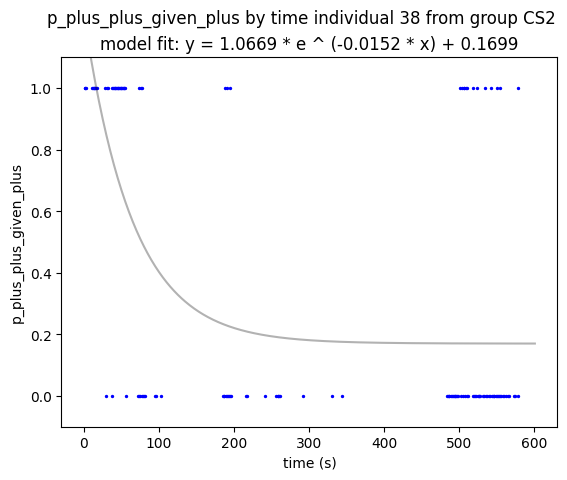 p_plus_plus_given_plus by time individual 38 from group CS2
model fit: y = 1.0669 * e ^ (-0.0152 * x) + 0.1699
1.0
0.8
0.6
0.4
0.2
0.0
p_plus_plus_given_plus
0 100 200 300 400 500 600
time (s)